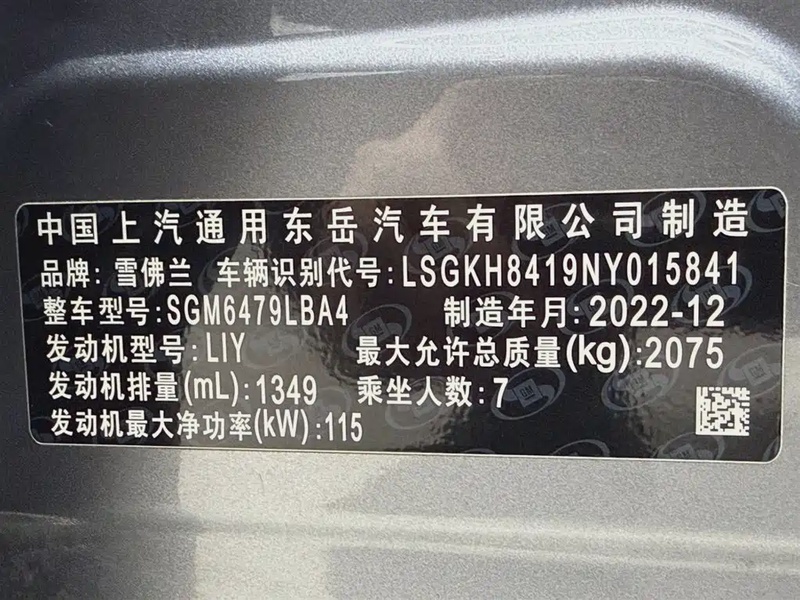 中国上汽通用东岳汽车有限公司制造
品牌: 雪佛兰 车辆识别代号:LSGKH8419NY015841
整车型号:SGM6479LBA4 制造年月:2022-12
发动机型号:LIY 最大允许总质量(kg):2075
发动机排量(mL):1349 乘坐人数:7
发动机最大净功率(kW):115